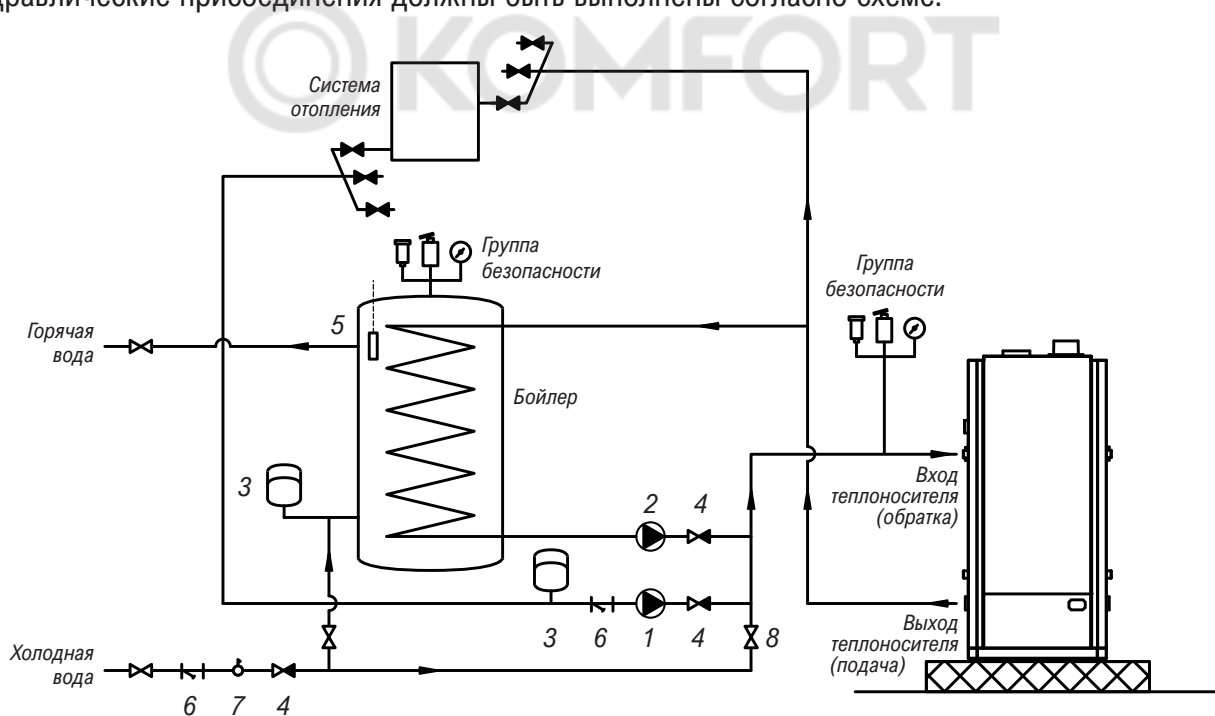 дравлические присоединения должны быть выполнены согласно схеме.
KOMFORT
Система
отопления
Группа
безопасности
Группа
безопасности
Горячая
вода
5
Бойлер
3
2 4
Вход
теплоносителя
(обратка)
3 6 1 4 8
Выход
теплоносителя
(подача)
Холодная
вода
6 7 4